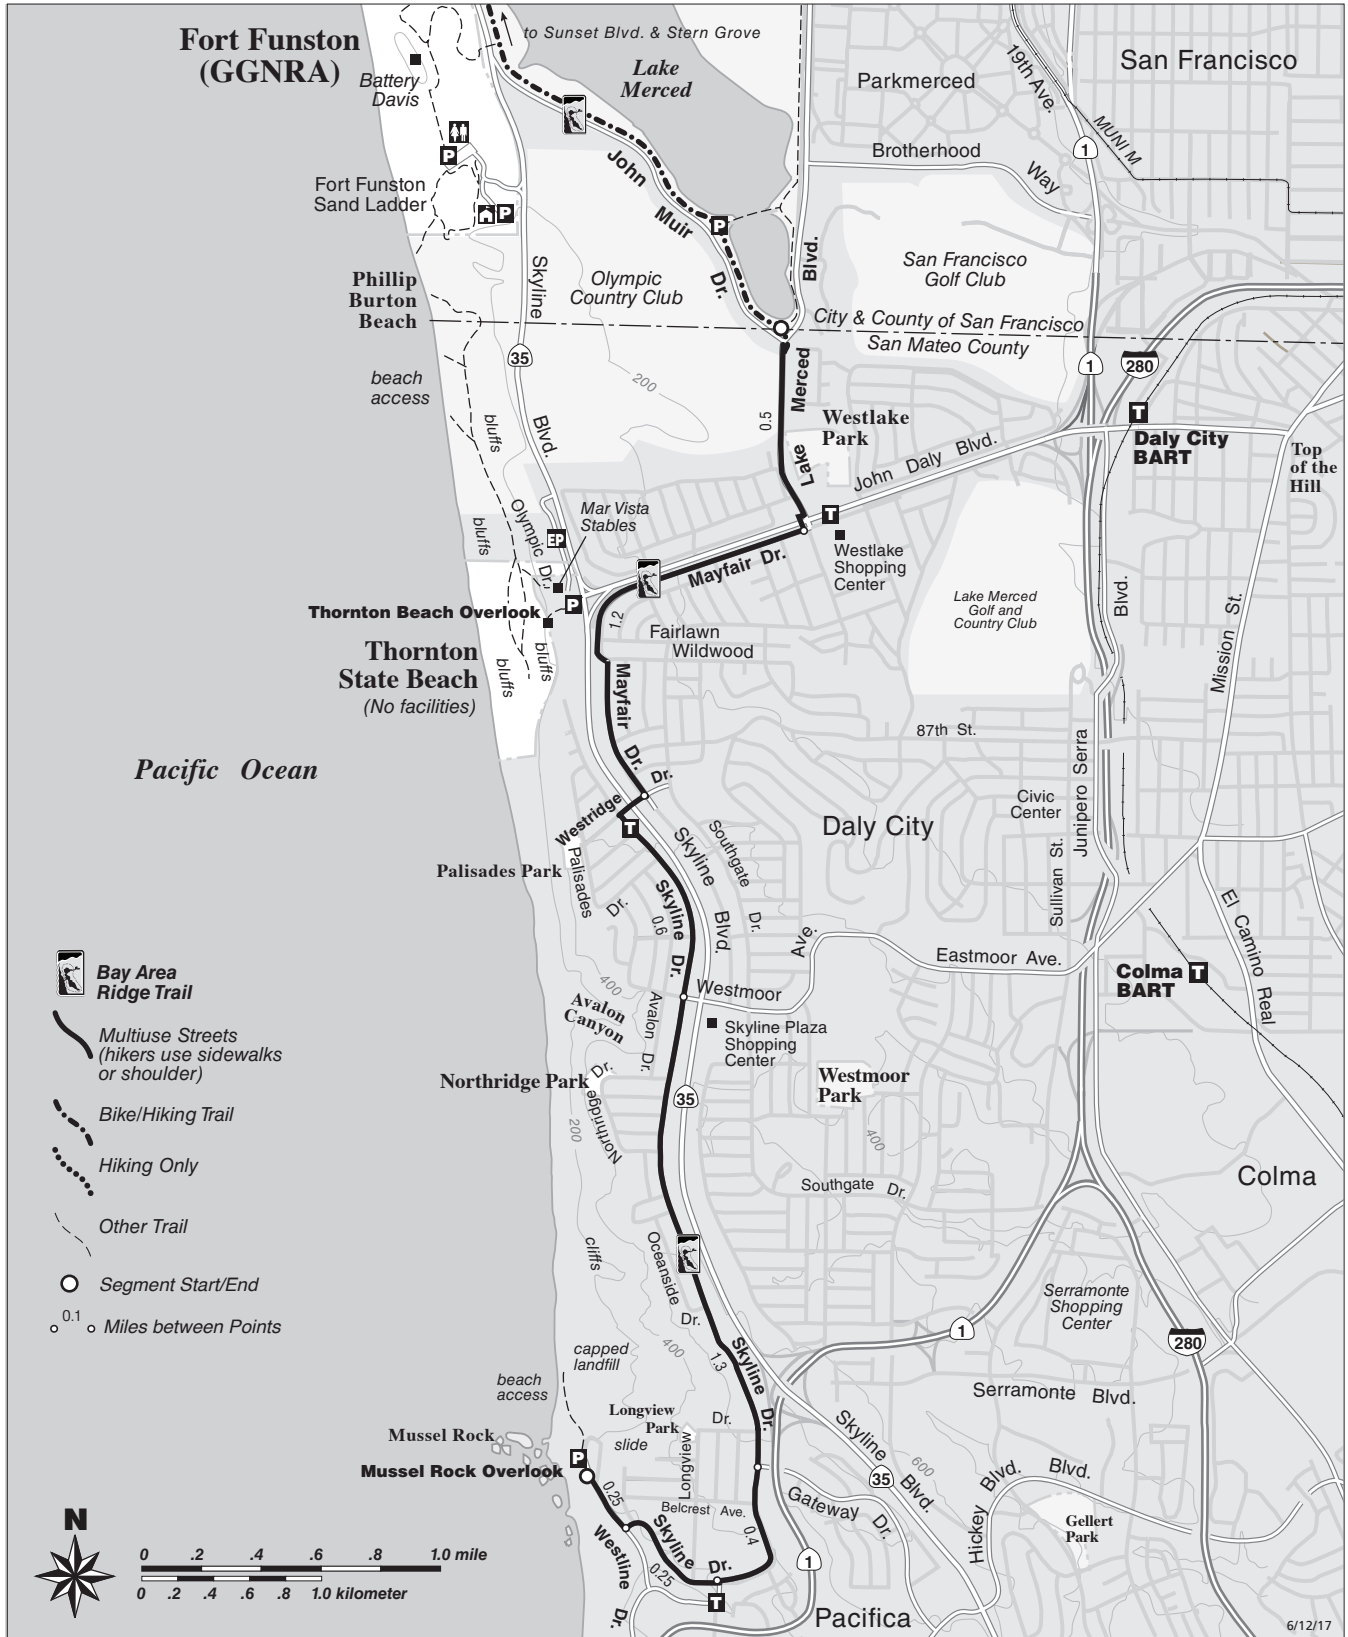 Fort Funston
(GGNRA)
to Sunset Blvd. & Stern Grove
Lake
Merced
Parkmerced
19th Ave.
San Francisco
Battery
Davis
MUNI M
1
Brotherhood
Way
P
John
Muir
Dr.
Fort Funston
Sand Ladder
P
P
Blvd.
Skyline
Olympic
Country Club
San Francisco
Golf Club
Phillip
Burton
Beach
City & County of San Francisco
San Mateo County
35
1
280
beach
access
200
Merced
0.5
Westlake
Park
T
Daly City
BART
Top
of the
Hill
bluffs
Blvd.
Lake
John Daly Blvd.
Olympic
Dr.
Mar Vista
Stables
T
bluffs
EP
Westlake
Shopping
Center
Mayfair Dr.
Lake Merced
Golf and
Country Club
Blvd.
Mission St.
P
Thornton Beach Overlook
1.2
Fairlawn
Wildwood
Thornton
State Beach
(No facilities)
bluffs
bluffs
Mayfair
Dr.
87th St.
Junipero Serra
Pacific Ocean
Dr.
Westridge
T
Civic
Center
Daly City
Skyline
Southgate
Palisades Park
Palisades
Dr.
Skyline
0.6
Dr.
Blvd.
Dr.
Sullivan St.
El Camino Real
Ave.
Eastmoor Ave.
Colma
BART
T
Bay Area
Ridge Trail
400
Westmoor
Avalon
Canyon
Avalon
Dr.
Skyline Plaza
Shopping
Center
Multiuse Streets
(hikers use sidewalks
or shoulder)
Northridge Park
Dr.
Northridge
Westmoor
Park
35
Bike/Hiking Trail
200
400
Hiking Only
Colma
Southgate Dr.
Other Trail
cliffs
Oceanside
Dr.
Segment Start/End
Serramonte
Shopping
Center
0.1
Miles between Points
1
280
400
capped
landfill
1.3
Skyline
Dr.
beach
access
Serramonte Blvd.
Longview
Park
Dr.
Mussel Rock
slide
Longview
Skyline
Blvd.
600
35
P
Mussel Rock Overlook
Hickey
Blvd.
Blvd.
0.25
Belcrest Ave.
Gateway
Dr.
Gellert
Park
N
Skyline
0.4
Westline
Dr.
0.25
Dr.
1
0 .2 .4 .6 .8 1.0 mile
0 .2 .4 .6 .8 1.0 kilometer
T
Pacifica
6/12/17